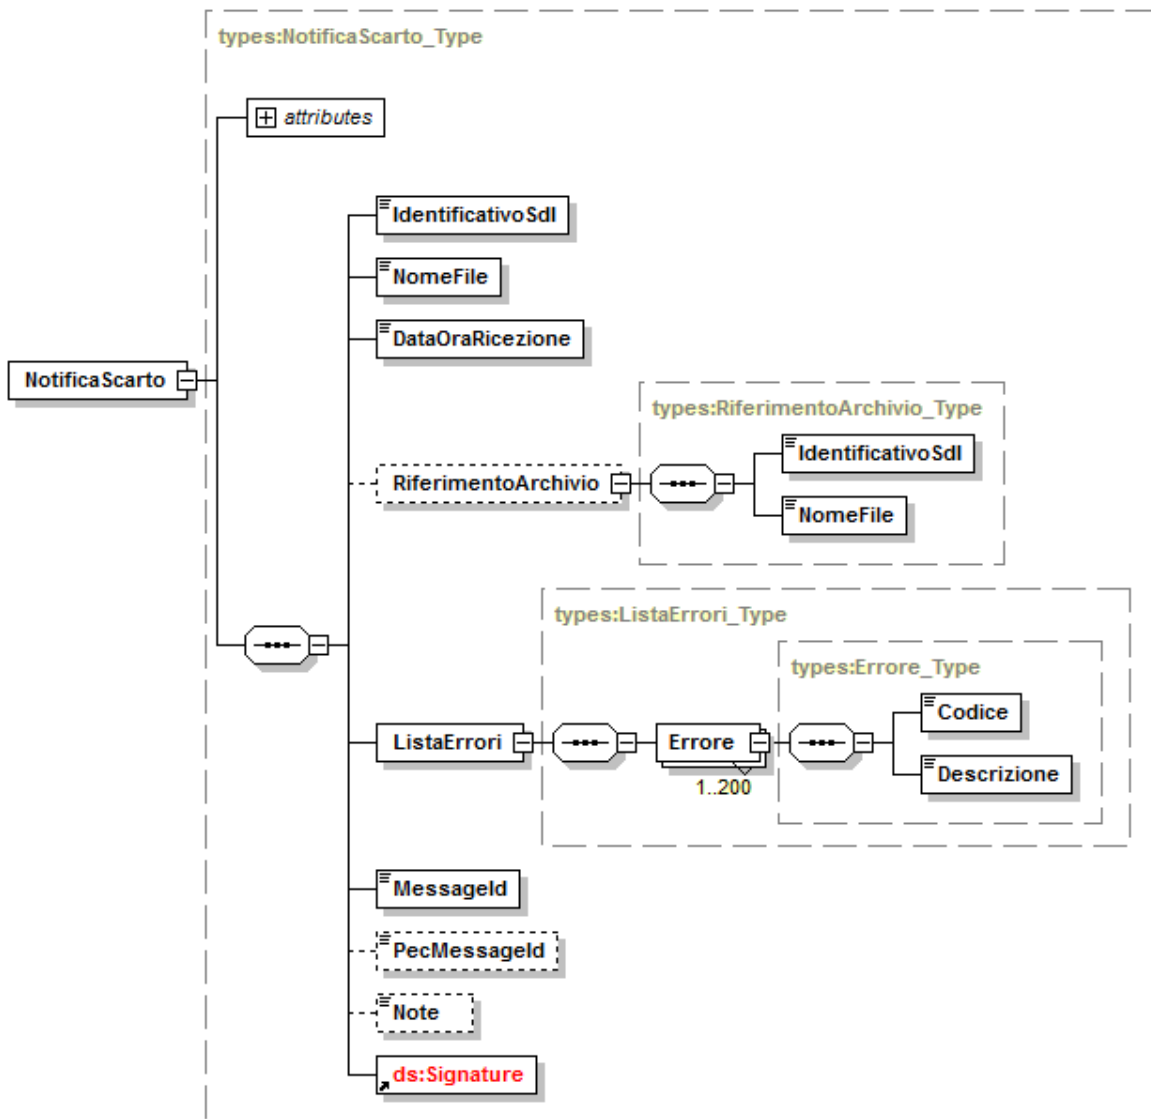 types:NotificaScarto_Type
attributes
IdentificativoSdI
NomeFile
DataOraRicezione
NotificaScarto
types:RiferimentoArchivio_Type
RiferimentoArchivio
IdentificativoSdI
NomeFile
types:ListaErrori_Type
types:Errore_Type
ListaErrori
Errore
1..200
Codice
Descrizione
MessageId
PecMessageId
Note
ds:Signature